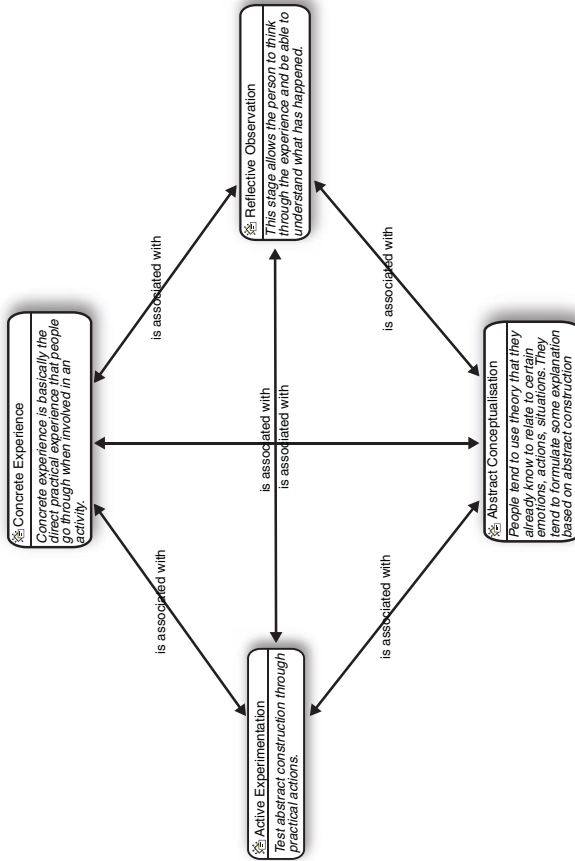 Concrete Experience
Concrete experience is basically the
direct practical experience that people
go through when involved in an
activity.
is associated with
is associated with
Active Experimentation
Test abstract construction through
practical actions.
is associated with
is associated with
Reflective Observation
This stage allows the person to think
through the experience and be able to
understand what has happened.
is associated with
is associated with
Abstract Conceptualisation
People tend to use theory that they
already know to relate to certain
emotions, actions, situations. They
tend to formulate some explanation
based on abstract construction